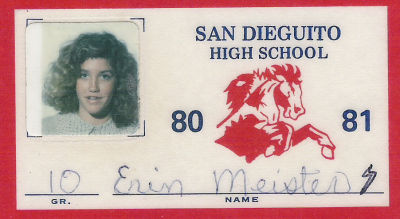 SAN DIEGUITO
HIGH SCHOOL
80 81
10 Erin Meister
GR. NAME